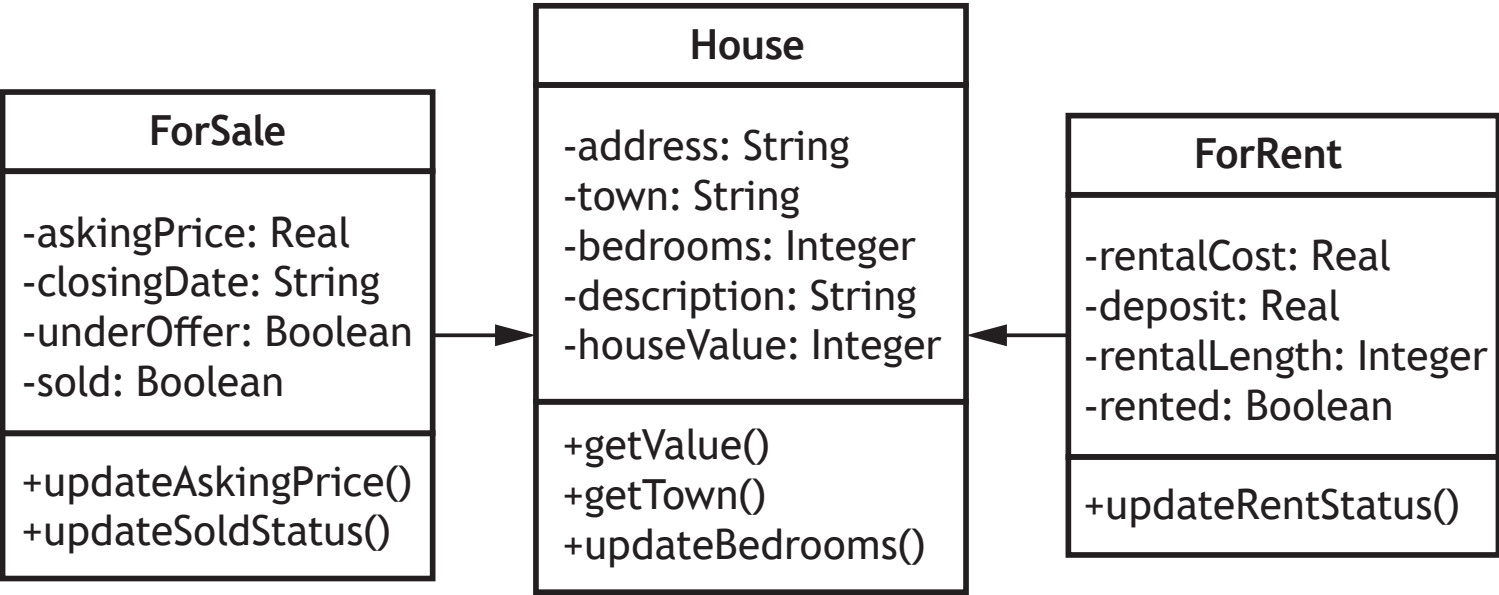 ForSale
-askingPrice: Real
-closingDate: String
-underOffer: Boolean
-sold: Boolean
+updateAskingPrice()
+updateSoldStatus()
House
-address: String
-town: String
-bedrooms: Integer
-description: String
-houseValue: Integer
+getValue()
+getTown()
+updateBedrooms()
ForRent
-rentalCost: Real
-deposit: Real
-rentalLength: Integer
-rented: Boolean
+updateRentStatus()